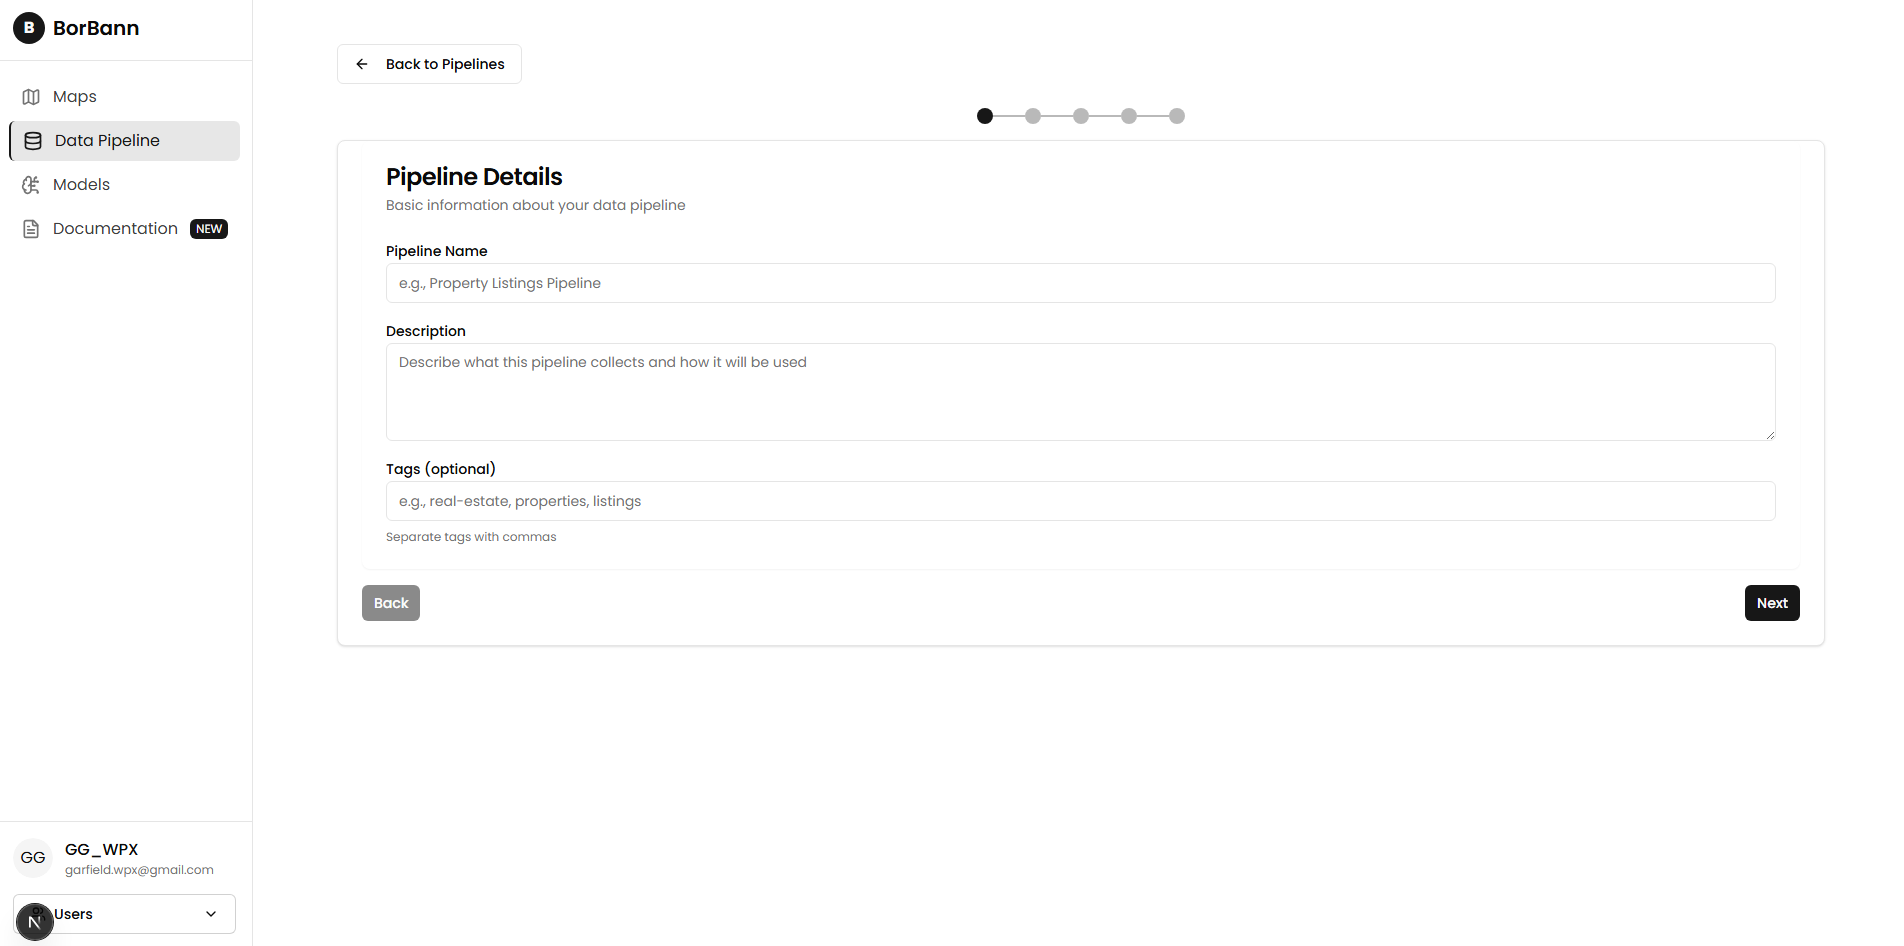 B BorBann
Maps
Data Pipeline
Models
Documentation NEW
GG GG_WPX
garfield.wpx@gmail.com
N Users
Back to Pipelines
Pipeline Details
Basic information about your data pipeline
Pipeline Name
e.g., Property Listings Pipeline
Description
Describe what this pipeline collects and how it will be used
Tags (optional)
e.g., real-estate, properties, listings
Separate tags with commas
Back
Next